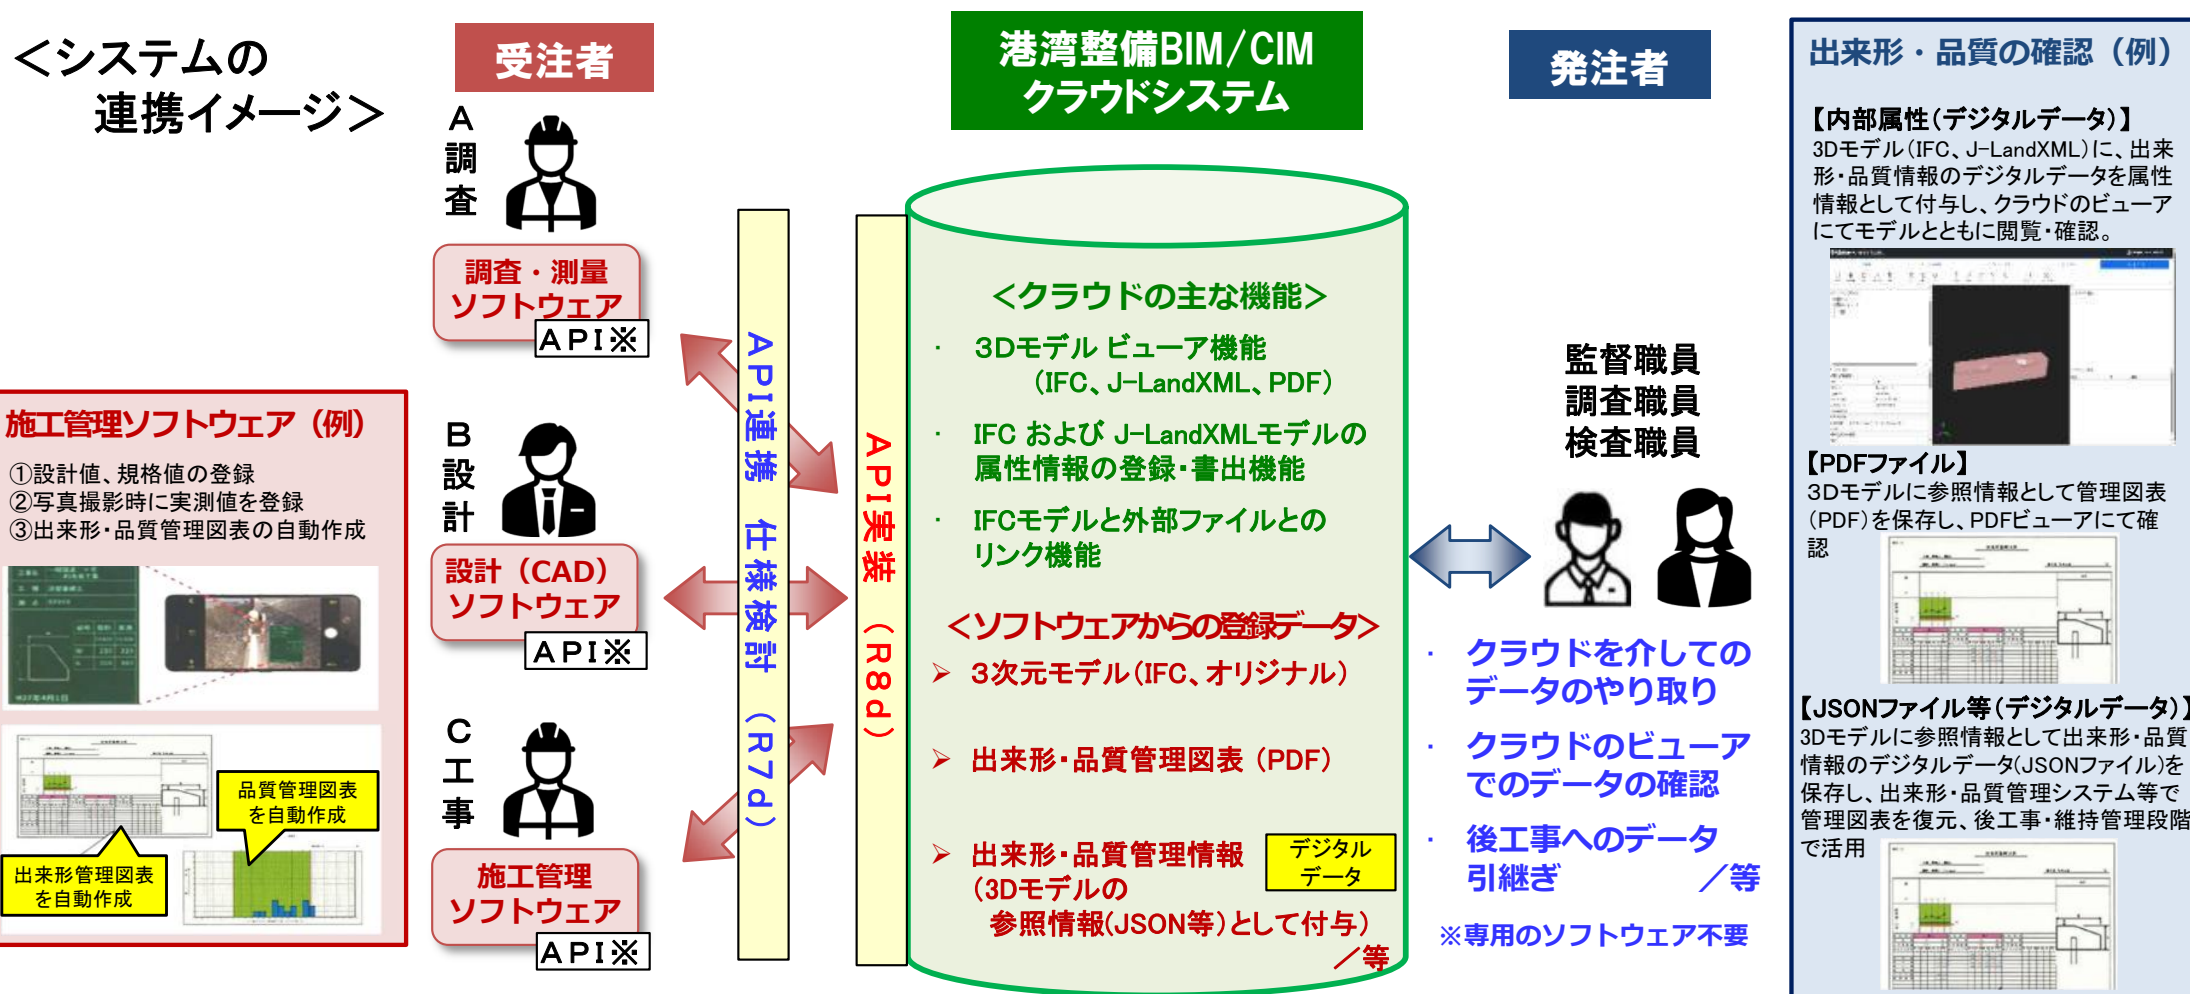 ＜システムの
連携イメージ＞
受注者
港湾整備BIM/CIM
クラウドシステム
発注者
A
調
査
調査・測量
ソフトウェア
API※
B
設
計
設計（CAD）
ソフトウェア
API※
C
工
事
施工管理
ソフトウェア
API※
施工管理ソフトウェア（例）
①設計値、規格値の登録
②写真撮影時に実測値を登録
③出来形・品質管理図表の自動作成
品質管理図表
を自動作成
出来形管理図表
を自動作成
API連携 仕様検討 （R7d）
API実装 （R8d）
＜クラウドの主な機能＞
・ 3Dモデル ビューア機能
（IFC、J-LandXML、PDF）
・ IFC および J-LandXMLモデルの
属性情報の登録・書出機能
・ IFCモデルと外部ファイルとの
リンク機能
＜ソフトウェアからの登録データ＞
➢ 3次元モデル（IFC、オリジナル）
➢ 出来形・品質管理図表（PDF）
➢ 出来形・品質管理情報
（3Dモデルの
参照情報(JSON等)として付与）
／等
デジタル
データ
監督職員
調査職員
検査職員
・ クラウドを介しての
データのやり取り
・ クラウドのビューア
でのデータの確認
・ 後工事へのデータ
引継ぎ ／等
※専用のソフトウェア不要
出来形・品質の確認（例）
【内部属性（デジタルデータ）】
3Dモデル（IFC、J-LandXML）に、出来
形・品質情報のデジタルデータを属性
情報として付与し、クラウドのビューア
にてモデルとともに閲覧・確認。
【PDFファイル】
3Dモデルに参照情報として管理図表
（PDF）を保存し、PDFビューアにて確
認
【JSONファイル等（デジタルデータ）】
3Dモデルに参照情報として出来形・品質
情報のデジタルデータ(JSONファイル)を
保存し、出来形・品質管理システム等で
管理図表を復元、後工事・維持管理段階
で活用